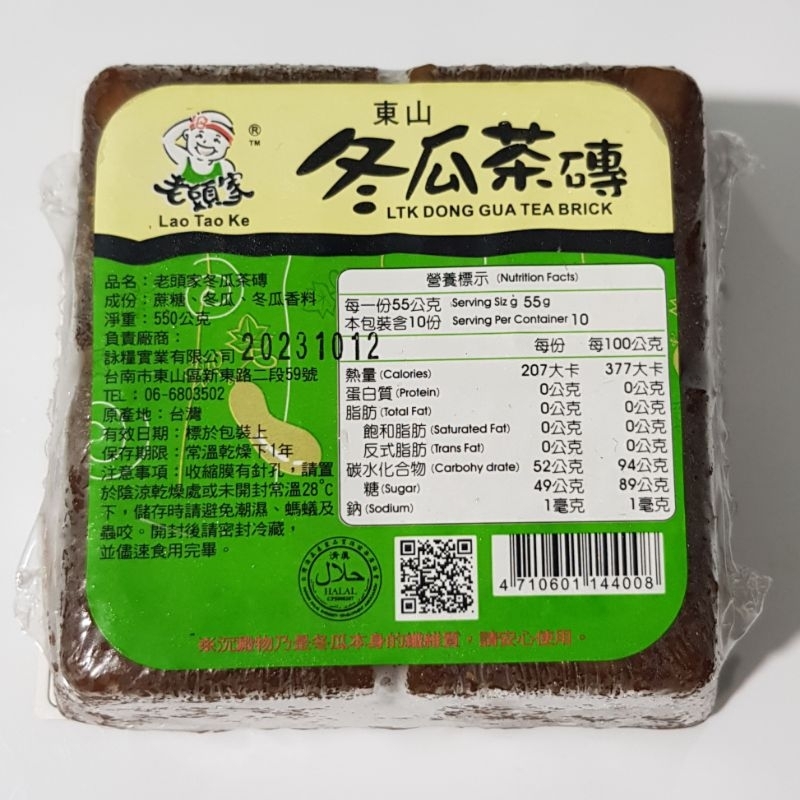 東山
冬瓜茶磚
LTK DONG GUA TEA BRICK
®
TM
老頭家
Lao Tao Ke
品名：老頭家冬瓜茶磚
成份：蔗糖、冬瓜、冬瓜香料
淨重：550公克
負責廠商：
詠糧實業有限公司
20231012
台南市東山區新東路二段59號
TEL：06-6803502
原產地：台灣
有效日期：標於包裝上
保存期限：常溫乾燥下1年
注意事項：收縮膜有針孔，請置
於陰涼乾燥處或未開封常溫28°C
下，儲存時請避免潮濕、螞蟻及
蟲咬。開封後請密封冷藏，
並儘速食用完畢。
營養標示 (Nutrition Facts)
每一份55公克 Serving Size 55g
本包裝含10份 Serving Per Container 10
每份 每100公克
熱量 (Calories) 207大卡 377大卡
蛋白質 (Protein) 0公克 0公克
脂肪 (Total Fat) 0公克 0公克
飽和脂肪 (Saturated Fat) 0公克 0公克
反式脂肪 (Trans Fat) 0公克 0公克
碳水化合物 (Carbohy drate) 52公克 94公克
糖 (Sugar) 49公克 89公克
鈉 (Sodium) 1毫克 1毫克
清真
حلال
HALAL
4 710601 144008
※沉澱物乃是冬瓜本身的纖維質，請安心使用。